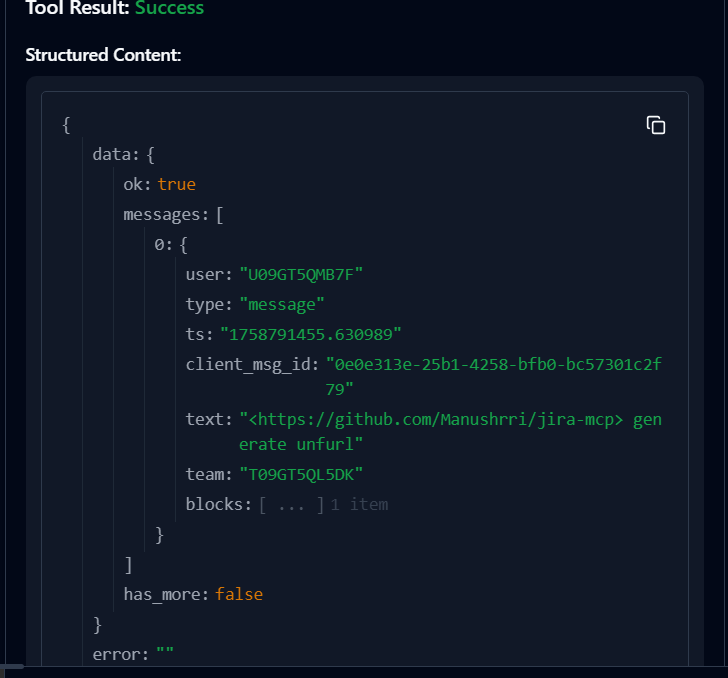 Tool Result: Success
Structured Content:
{
data: {
ok: true
messages: [
0: {
user: "U09GT5QMB7F"
type: "message"
ts: "1758791455.630989"
client_msg_id: "0e0e313e-25b1-4258-bfb0-bc57301c2f
79"
text: "<https://github.com/Manushrri/jira-mcp> gen
erate unfurl"
team: "T09GT5QL5DK"
blocks: [ ... ] 1 item
}
]
has_more: false
}
error: ""